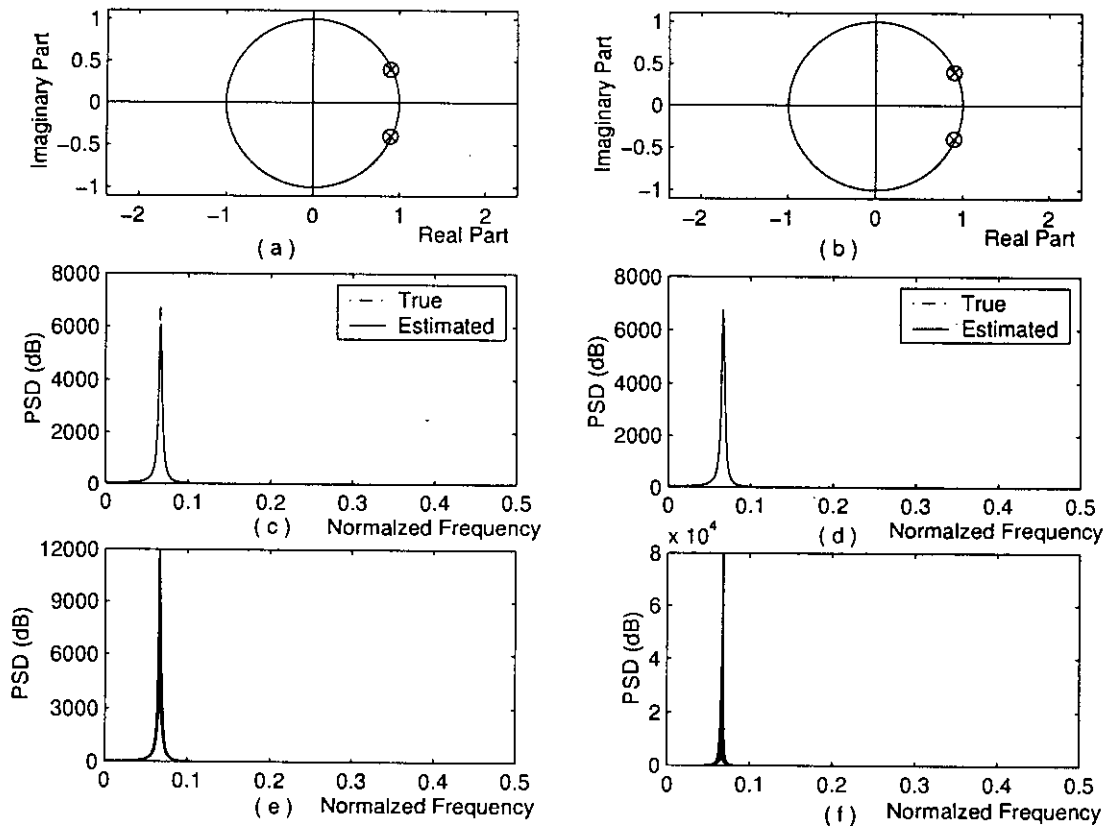 1
0.5
0
−0.5
−1
Imaginary Part
−2 −1 0 1 2
Real Part
( a )
1
0.5
0
−0.5
−1
Imaginary Part
−2 −1 0 1 2
Real Part
( b )
8000
6000
4000
2000
0
PSD (dB)
True
Estimated
0 0.1 0.2 0.3 0.4 0.5
( c ) Normalzed Frequency
8000
6000
4000
2000
0
PSD (dB)
True
Estimated
0 0.1 0.2 0.3 0.4 0.5
( d ) Normalzed Frequency
12000
9000
6000
3000
0
PSD (dB)
0 0.1 0.2 0.3 0.4 0.5
( e ) Normalzed Frequency
x 10⁴
8
6
4
2
0
PSD (dB)
0 0.1 0.2 0.3 0.4 0.5
( f ) Normalzed Frequency